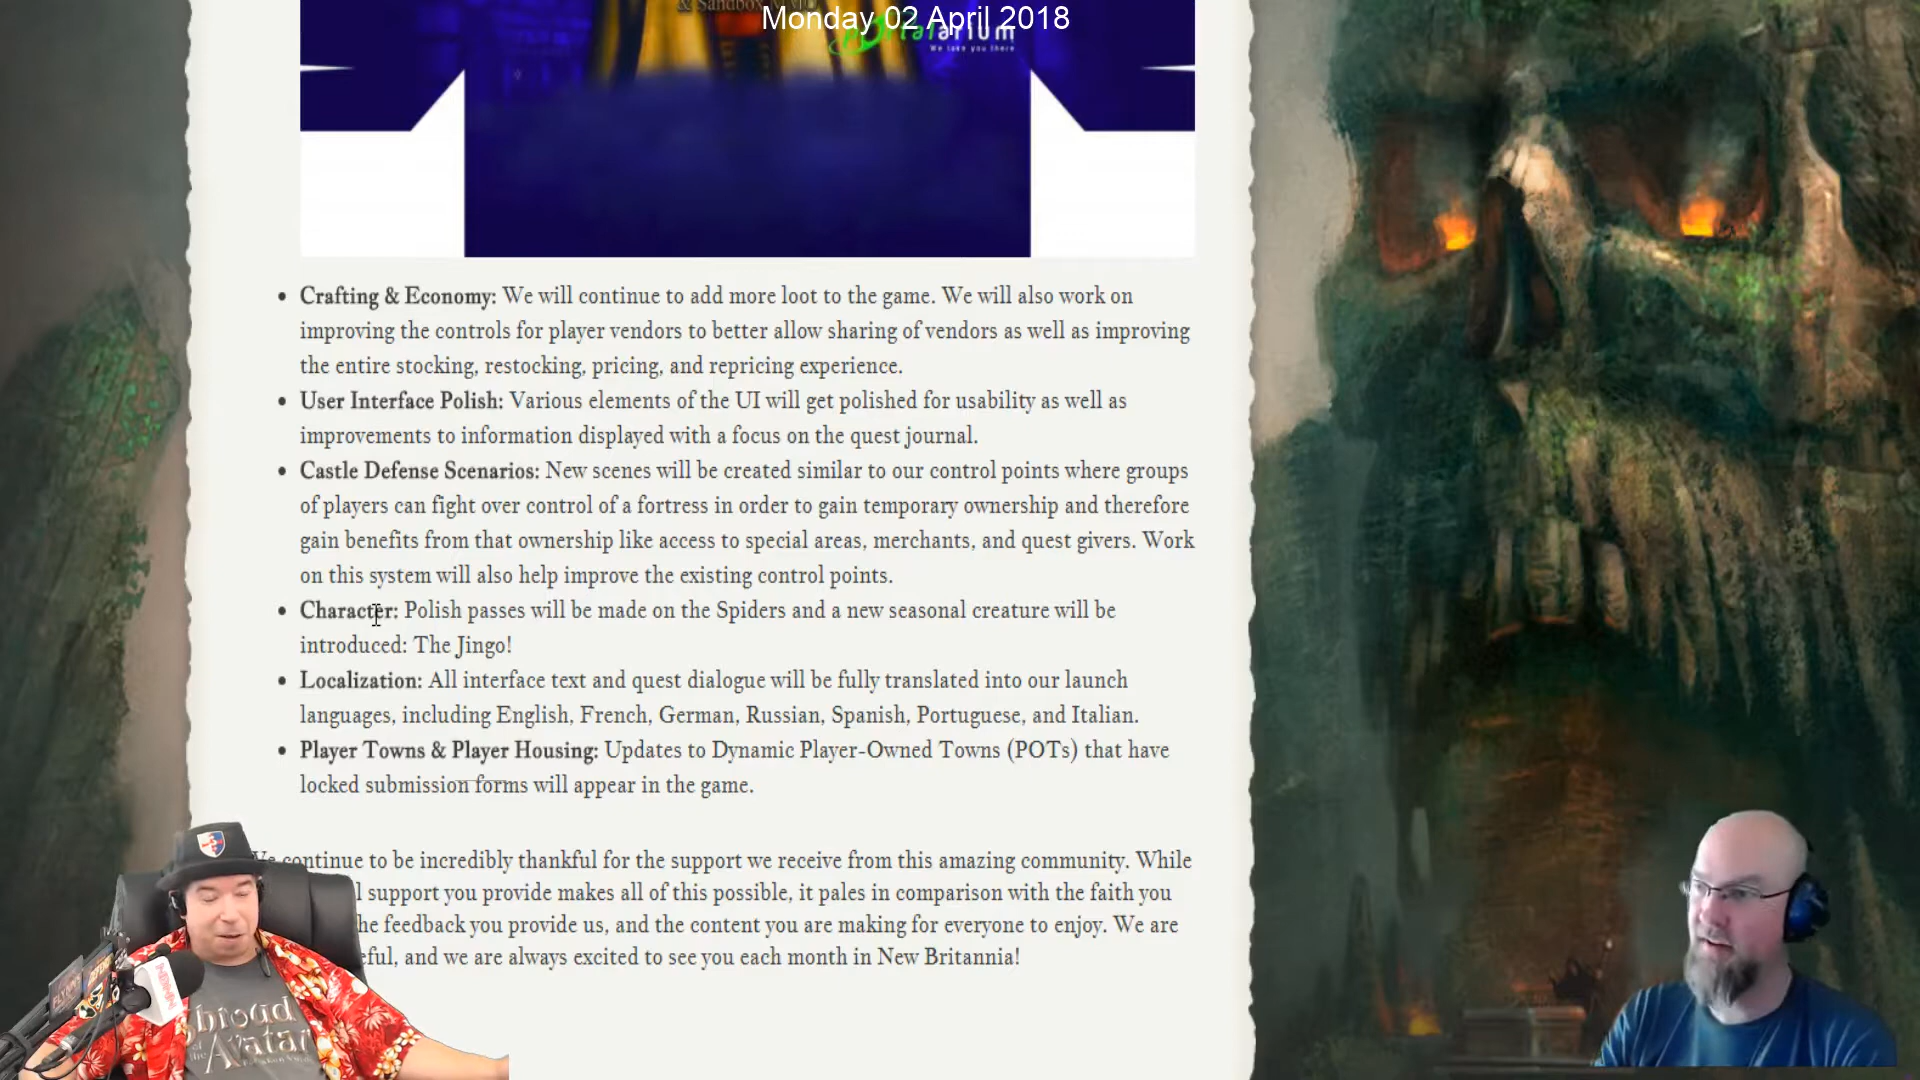 & Sandbox
Monday 02 April 2018
Portalarium
We take you there
• Crafting & Economy: We will continue to add more loot to the game. We will also work on
improving the controls for player vendors to better allow sharing of vendors as well as improving
the entire stocking, restocking, pricing, and repricing experience.
• User Interface Polish: Various elements of the UI will get polished for usability as well as
improvements to information displayed with a focus on the quest journal.
• Castle Defense Scenarios: New scenes will be created similar to our control points where groups
of players can fight over control of a fortress in order to gain temporary ownership and therefore
gain benefits from that ownership like access to special areas, merchants, and quest givers. Work
on this system will also help improve the existing control points.
• Character: Polish passes will be made on the Spiders and a new seasonal creature will be
introduced: The Jingo!
• Localization: All interface text and quest dialogue will be fully translated into our launch
languages, including English, French, German, Russian, Spanish, Portuguese, and Italian.
• Player Towns & Player Housing: Updates to Dynamic Player-Owned Towns (POTs) that have
locked submission forms will appear in the game.
We continue to be incredibly thankful for the support we receive from this amazing community. While
support you provide makes all of this possible, it pales in comparison with the faith you
he feedback you provide us, and the content you are making for everyone to enjoy. We are
eful, and we are always excited to see you each month in New Britannia!
Shroud
of the Avatar